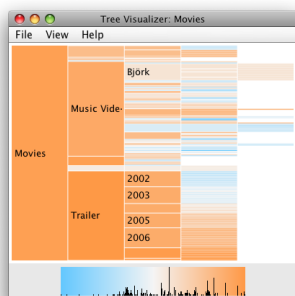 Tree Visualizer: Movies
File View Help
Björk
Music Vide
Movies
2002
2003
Trailer
2005
2006